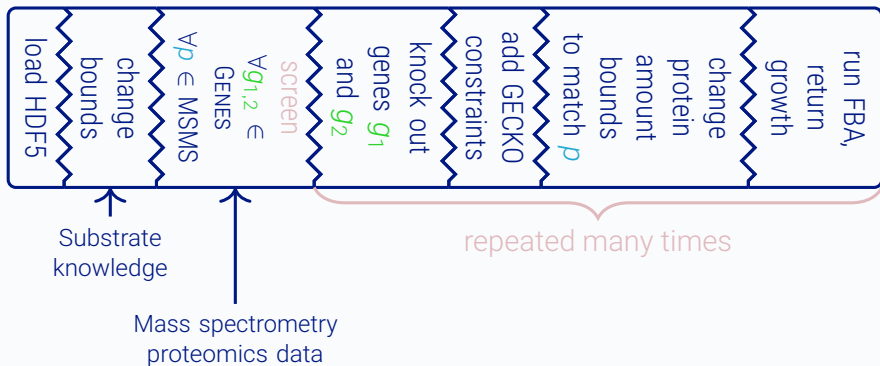 load HDF5
change
bounds
screen
∀g₁,₂ ∈
GENES
∀p ∈ MSMS
knock out
genes g₁
and g₂
add GECKO
constraints
change
protein
amount
bounds
to match p
run FBA,
return
growth
Substrate
knowledge
Mass spectrometry
proteomics data
repeated many times